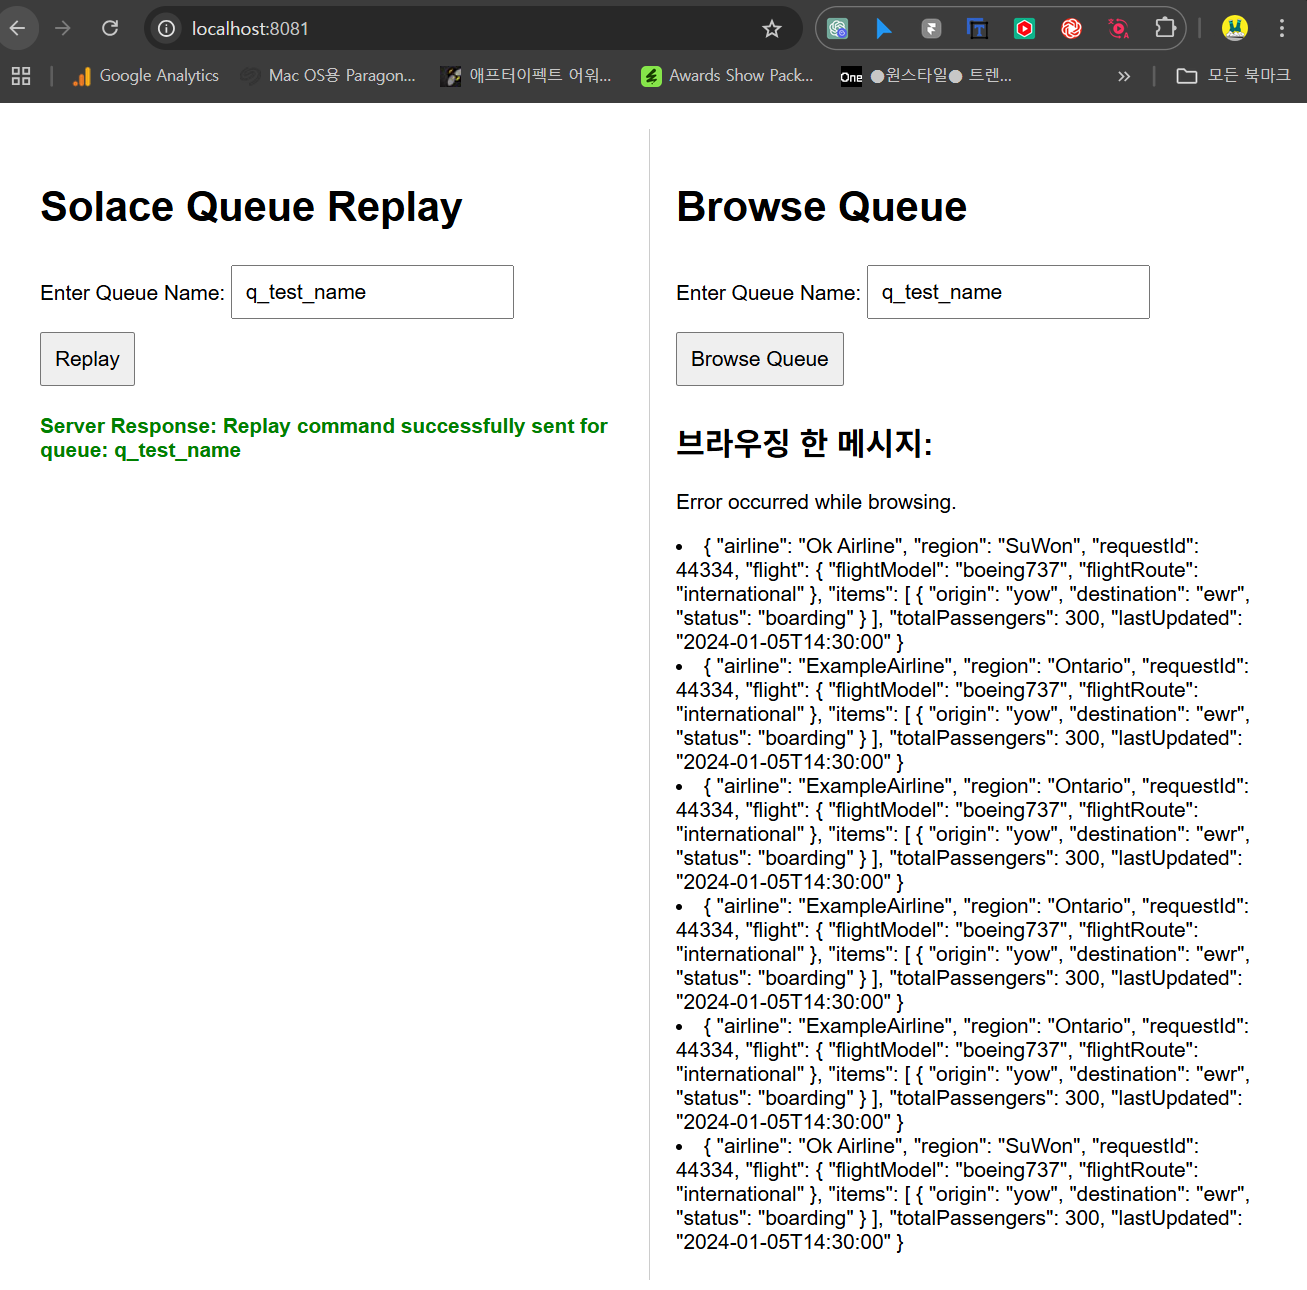 localhost:8081
Google Analytics
Mac OS용 Paragon...
애프터이펙트 어워...
Awards Show Pack...
One
●원스타일● 트렌...
»
모든 북마크
Solace Queue Replay
Enter Queue Name: q_test_name
Replay
Server Response: Replay command successfully sent for
queue: q_test_name
Browse Queue
Enter Queue Name: q_test_name
Browse Queue
브라우징 한 메시지:
Error occurred while browsing.
• { "airline": "Ok Airline", "region": "SuWon", "requestId":
44334, "flight": { "flightModel": "boeing737", "flightRoute":
"international" }, "items": [ { "origin": "yow", "destination": "ewr",
"status": "boarding" } ], "totalPassengers": 300, "lastUpdated":
"2024-01-05T14:30:00" }
• { "airline": "ExampleAirline", "region": "Ontario", "requestId":
44334, "flight": { "flightModel": "boeing737", "flightRoute":
"international" }, "items": [ { "origin": "yow", "destination": "ewr",
"status": "boarding" } ], "totalPassengers": 300, "lastUpdated":
"2024-01-05T14:30:00" }
• { "airline": "ExampleAirline", "region": "Ontario", "requestId":
44334, "flight": { "flightModel": "boeing737", "flightRoute":
"international" }, "items": [ { "origin": "yow", "destination": "ewr",
"status": "boarding" } ], "totalPassengers": 300, "lastUpdated":
"2024-01-05T14:30:00" }
• { "airline": "ExampleAirline", "region": "Ontario", "requestId":
44334, "flight": { "flightModel": "boeing737", "flightRoute":
"international" }, "items": [ { "origin": "yow", "destination": "ewr",
"status": "boarding" } ], "totalPassengers": 300, "lastUpdated":
"2024-01-05T14:30:00" }
• { "airline": "ExampleAirline", "region": "Ontario", "requestId":
44334, "flight": { "flightModel": "boeing737", "flightRoute":
"international" }, "items": [ { "origin": "yow", "destination": "ewr",
"status": "boarding" } ], "totalPassengers": 300, "lastUpdated":
"2024-01-05T14:30:00" }
• { "airline": "Ok Airline", "region": "SuWon", "requestId":
44334, "flight": { "flightModel": "boeing737", "flightRoute":
"international" }, "items": [ { "origin": "yow", "destination": "ewr",
"status": "boarding" } ], "totalPassengers": 300, "lastUpdated":
"2024-01-05T14:30:00" }